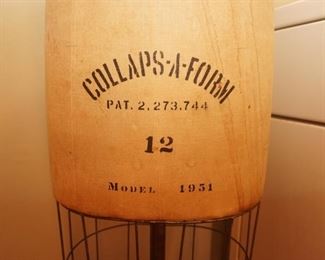 COLLAPS-A-FORM
PAT. 2,273,744
12
MODEL 1951